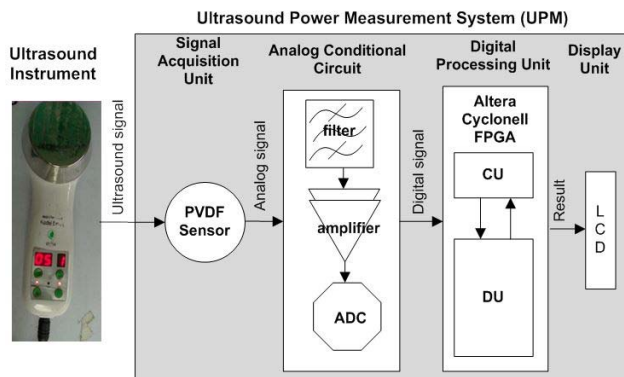 Ultrasound Power Measurement System (UPM)
Ultrasound
Instrument
Signal
Acquisition
Unit
Analog Conditional
Circuit
Digital
Processing Unit
Display
Unit
Ultrasound signal
PVDF
Sensor
Analog signal
filter
amplifier
ADC
Digital signal
Altera
CycloneII
FPGA
CU
DU
Result
L
C
D